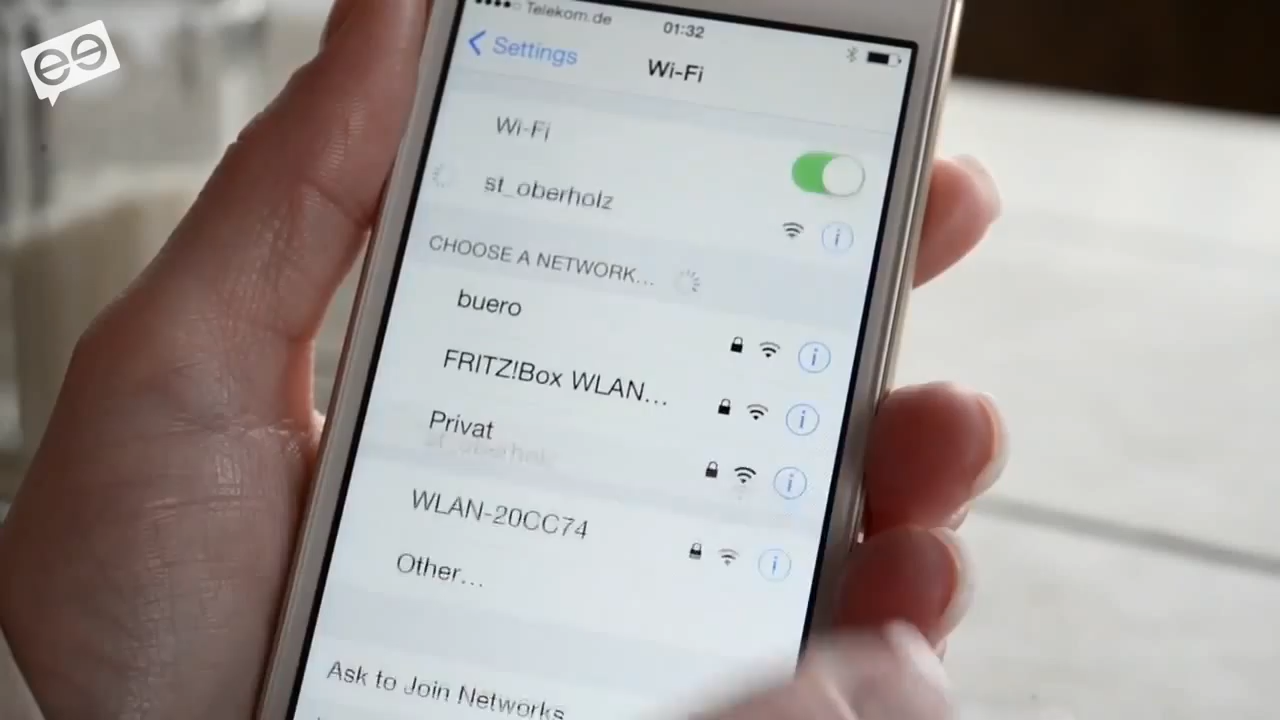 Telekom.de 01:32
Settings Wi-Fi
Wi-Fi
st_oberholz
CHOOSE A NETWORK...
buero
FRITZ!Box WLAN...
Privat
st_oberholz
WLAN-20CC74
Other...
Ask to Join Networks